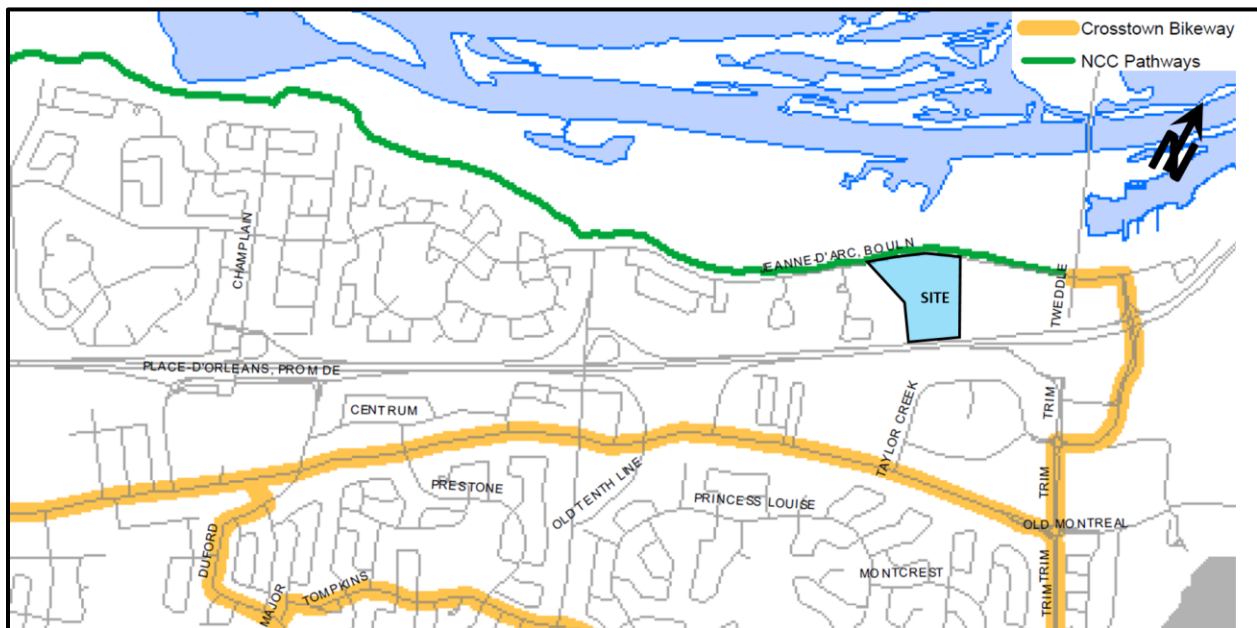 Crosstown Bikeway
NCC Pathways
N
CHAMPLAIN
JEANNE-D'ARC, BOULN
SITE
TWEDDLE
PLACE-D'ORLEANS, PROM DE
CENTRUM
TAYLOR CREEK
TRIM
PRESTONE
OLD TENTH LINE
PRINCESS LOUISE
TRIM
OLD MONTREAL
DUFORD
MAJOR
TOMPKINS
MONTCREST
TRIM
TRIM